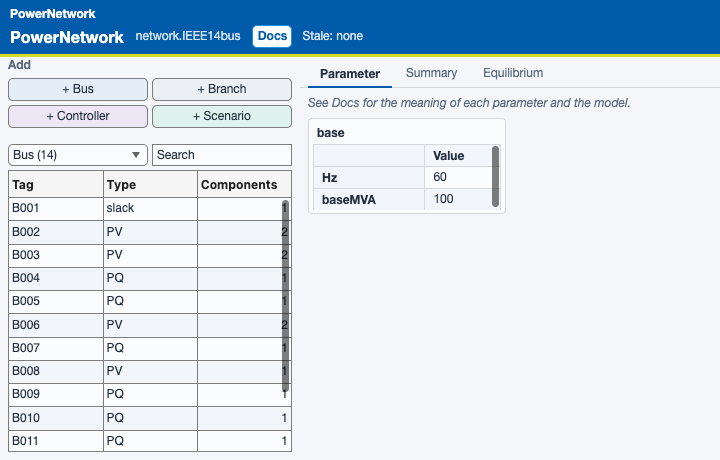 PowerNetwork
PowerNetwork network.IEEE14bus Docs Stale: none
Add
+ Bus + Branch
+ Controller + Scenario
Bus (14) Search
Tag Type Components
B001 slack 1
B002 PV 2
B003 PV 2
B004 PQ 1
B005 PQ 1
B006 PV 2
B007 PQ 1
B008 PV 1
B009 PQ 1
B010 PQ 1
B011 PQ 1
Parameter Summary Equilibrium
See Docs for the meaning of each parameter and the model.
base
Value
Hz 60
baseMVA 100